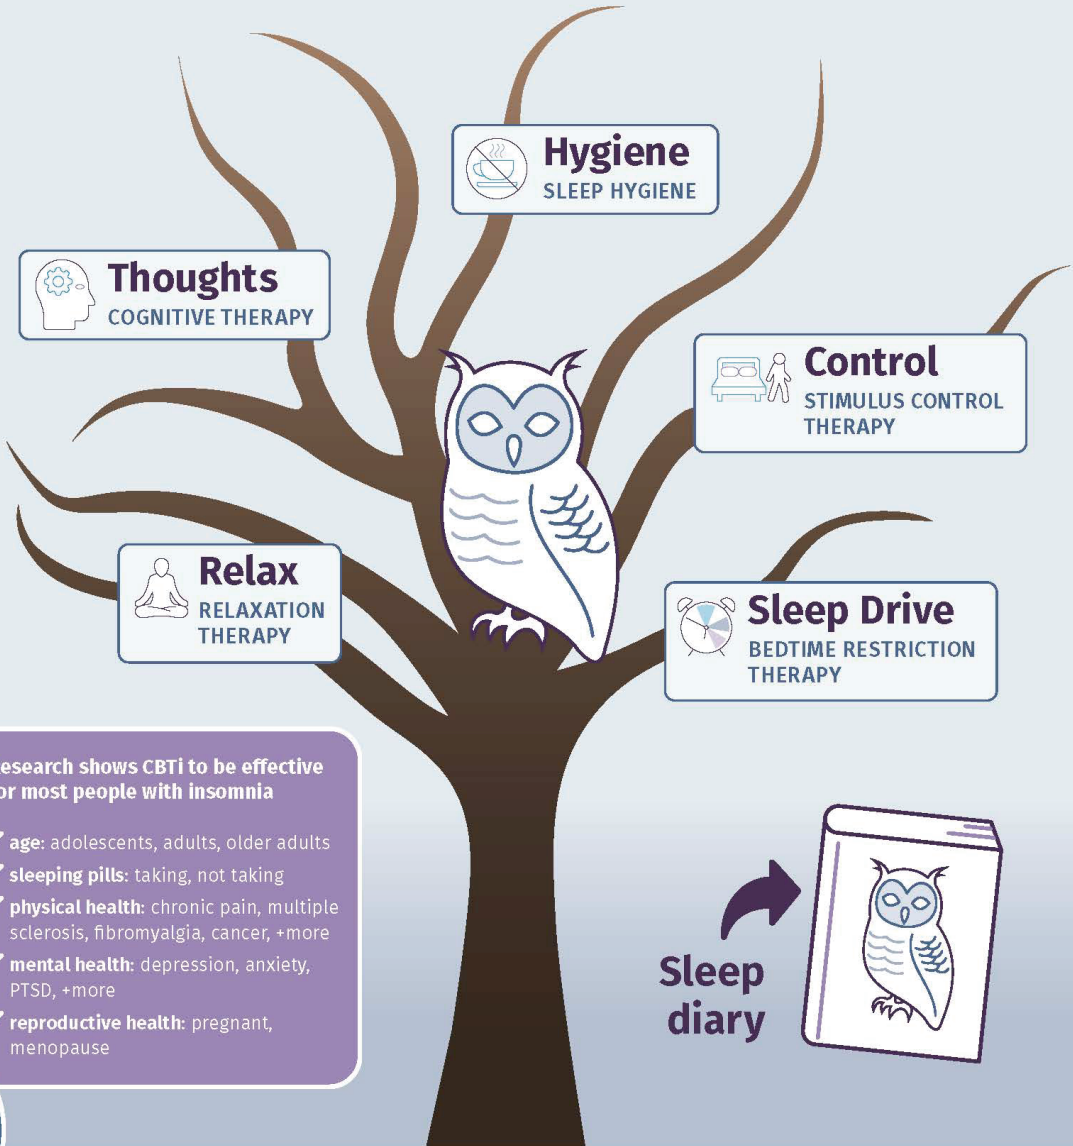 Hygiene
SLEEP HYGIENE
Thoughts
COGNITIVE THERAPY
Control
STIMULUS CONTROL
THERAPY
Relax
RELAXATION
THERAPY
Sleep Drive
BEDTIME RESTRICTION
THERAPY
esearch shows CBTi to be effective
or most people with insomnia
age: adolescents, adults, older adults
sleeping pills: taking, not taking
physical health: chronic pain, multiple
sclerosis, fibromyalgia, cancer, +more
mental health: depression, anxiety,
PTSD, +more
reproductive health: pregnant,
menopause
Sleep
diary